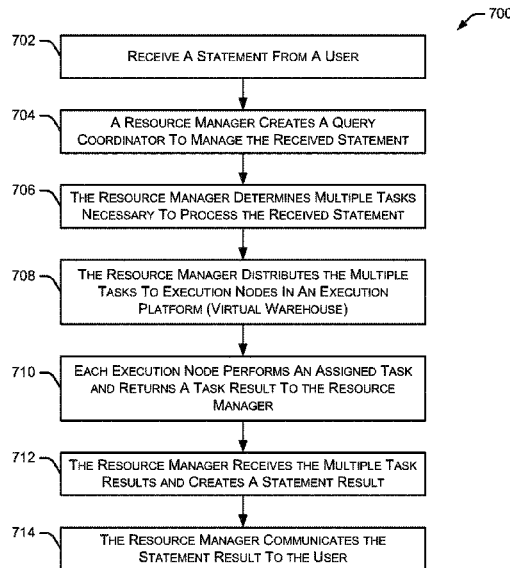 700
702
RECEIVE A STATEMENT FROM A USER
704
A RESOURCE MANAGER CREATES A QUERY
COORDINATOR TO MANAGE THE RECEIVED STATEMENT
706
THE RESOURCE MANAGER DETERMINES MULTIPLE TASKS
NECESSARY TO PROCESS THE RECEIVED STATEMENT
708
THE RESOURCE MANAGER DISTRIBUTES THE MULTIPLE
TASKS TO EXECUTION NODES IN AN EXECUTION
PLATFORM (VIRTUAL WAREHOUSE)
710
EACH EXECUTION NODE PERFORMS AN ASSIGNED TASK
AND RETURNS A TASK RESULT TO THE RESOURCE
MANAGER
712
THE RESOURCE MANAGER RECEIVES THE MULTIPLE TASK
RESULTS AND CREATES A STATEMENT RESULT
714
THE RESOURCE MANAGER COMMUNICATES THE
STATEMENT RESULT TO THE USER